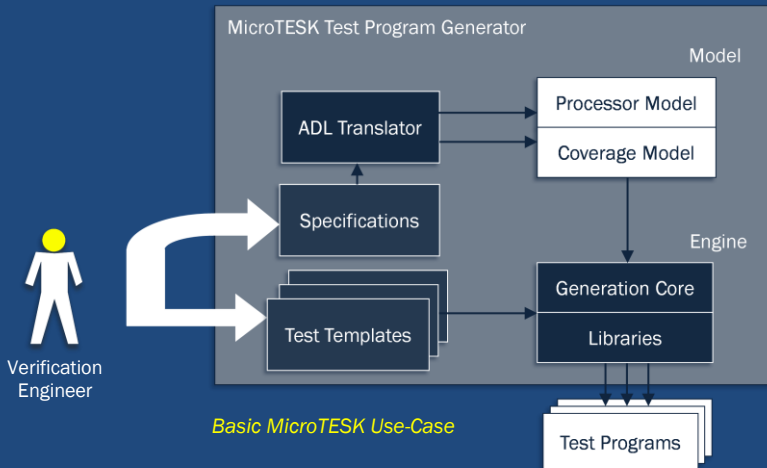 MicroTESK Test Program Generator
Model
Processor Model
ADL Translator
Coverage Model
Specifications
Engine
Generation Core
Test Templates
Libraries
Verification
Engineer
Basic MicroTESK Use-Case
Test Programs